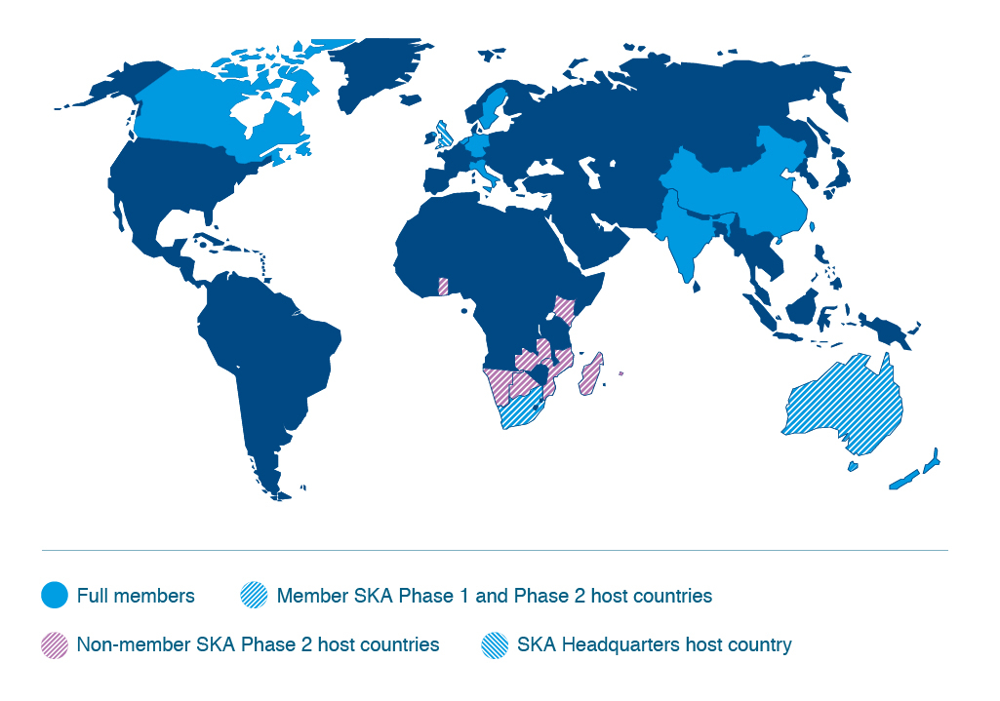 Full members
Member SKA Phase 1 and Phase 2 host countries
Non-member SKA Phase 2 host countries
SKA Headquarters host country